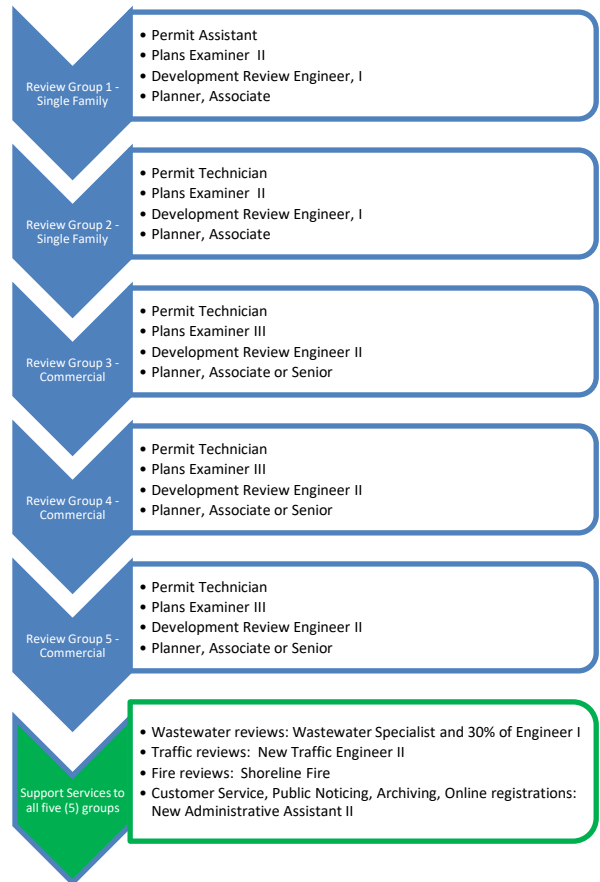 Review Group 1 -
Single Family
• Permit Assistant
• Plans Examiner II
• Development Review Engineer, I
• Planner, Associate
Review Group 2 -
Single Family
• Permit Technician
• Plans Examiner II
• Development Review Engineer, I
• Planner, Associate
Review Group 3 -
Commercial
• Permit Technician
• Plans Examiner III
• Development Review Engineer II
• Planner, Associate or Senior
Review Group 4 -
Commercial
• Permit Technician
• Plans Examiner III
• Development Review Engineer II
• Planner, Associate or Senior
Review Group 5 -
Commercial
• Permit Technician
• Plans Examiner III
• Development Review Engineer II
• Planner, Associate or Senior
Support Services to
all five (5) groups
• Wastewater reviews: Wastewater Specialist and 30% of Engineer I
• Traffic reviews: New Traffic Engineer II
• Fire reviews: Shoreline Fire
• Customer Service, Public Noticing, Archiving, Online registrations:
New Administrative Assistant II